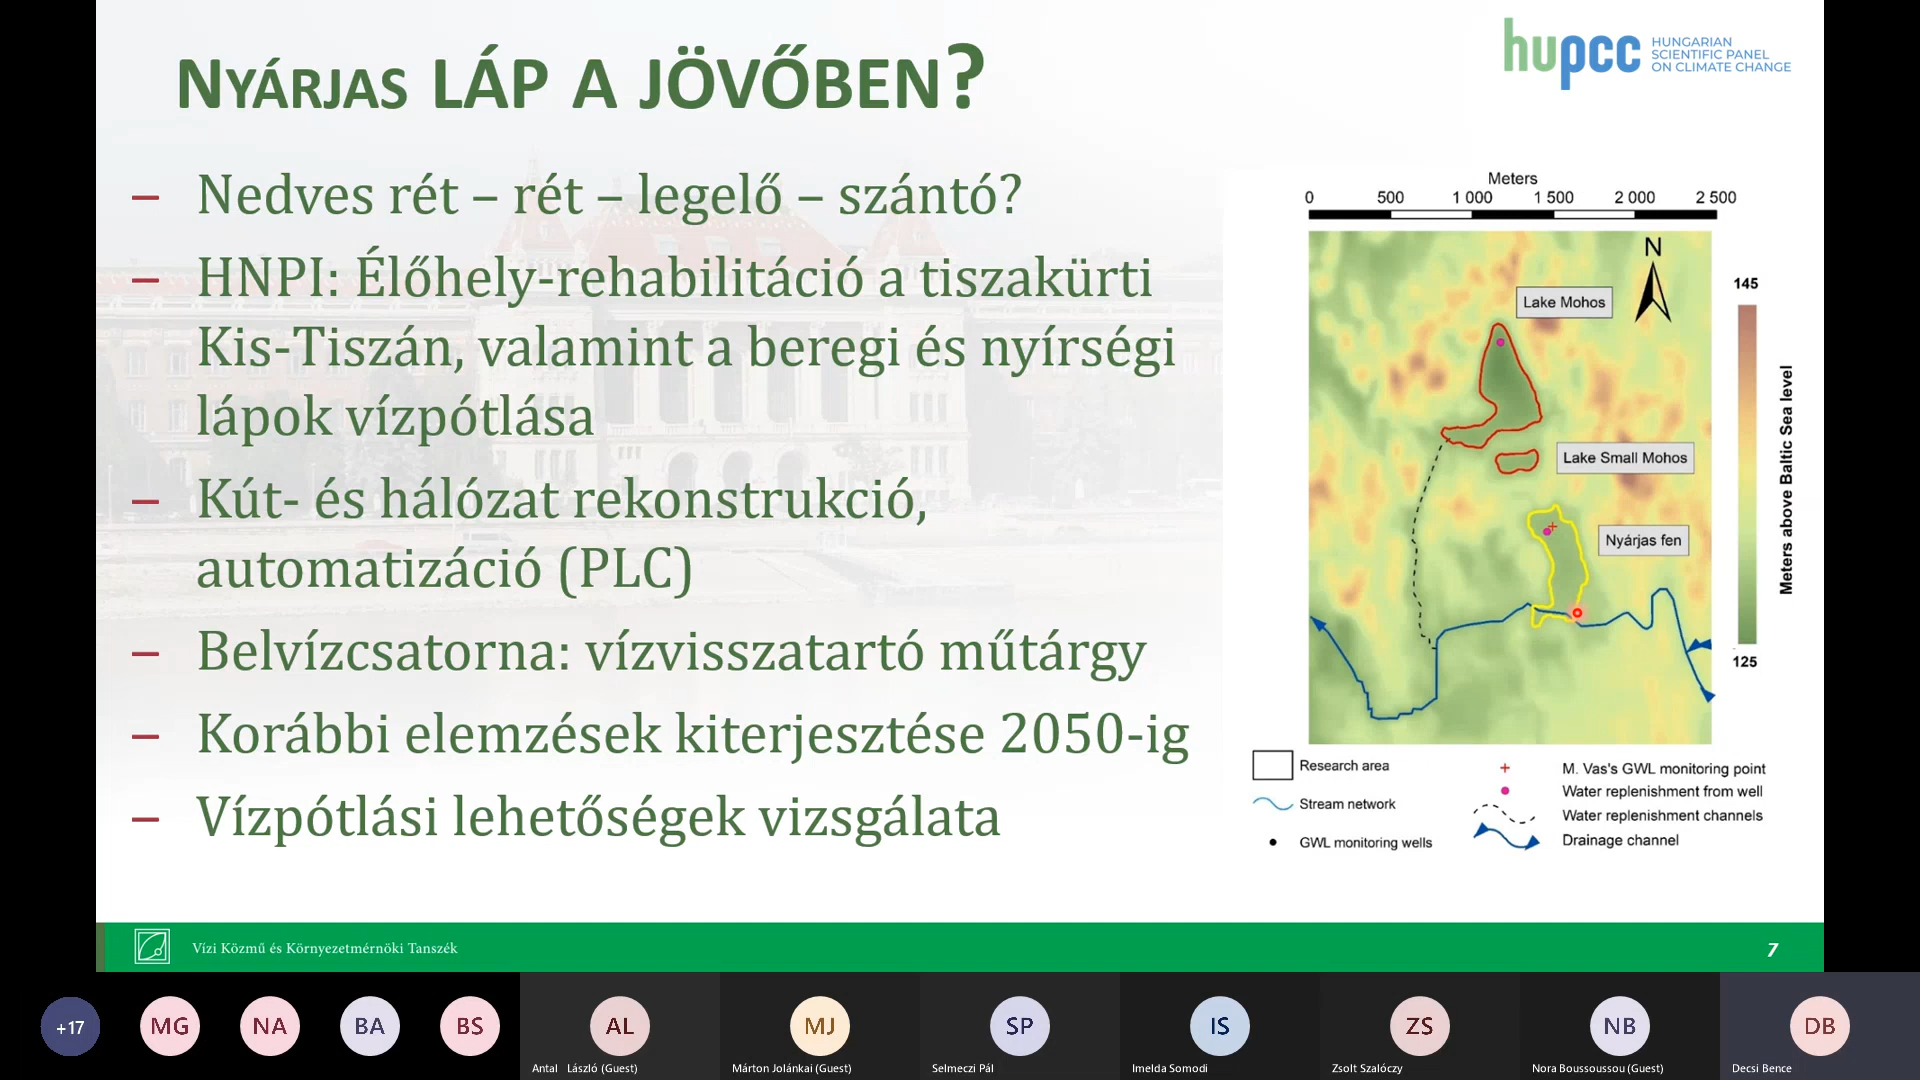 NYÁRJAS LÁP A JÖVŐBEN?
hupcc
HUNGARIAN
SCIENTIFIC PANEL
ON CLIMATE CHANGE
– Nedves rét – rét – legelő – szántó?
– HNPI: Élőhely-rehabilitáció a tiszakürti
Kis-Tiszán, valamint a beregi és nyírségi
lápok vízpótlása
– Kút- és hálózat rekonstrukció,
automatizáció (PLC)
– Belvízcsatorna: vízvisszatartó műtárgy
– Korábbi elemzések kiterjesztése 2050-ig
– Vízpótlási lehetőségek vizsgálata
Meters
0 500 1 000 1 500 2 000 2 500
N
Lake Mohos
Lake Small Mohos
Nyárjas fen
145
Meters above Baltic Sea level
125
Research area
Stream network
GWL monitoring wells
M. Vas's GWL monitoring point
Water replenishment from well
Water replenishment channels
Drainage channel
Vízi Közmű és Környezetmérnöki Tanszék
7
+17 MG NA BA BS AL MJ SP IS ZS NB DB
Antal László (Guest) Márton Jolánkai (Guest) Selmeczi Pál Imelda Somodi Zsolt Szalóczy Nora Boussoussou (Guest) Decsi Bence